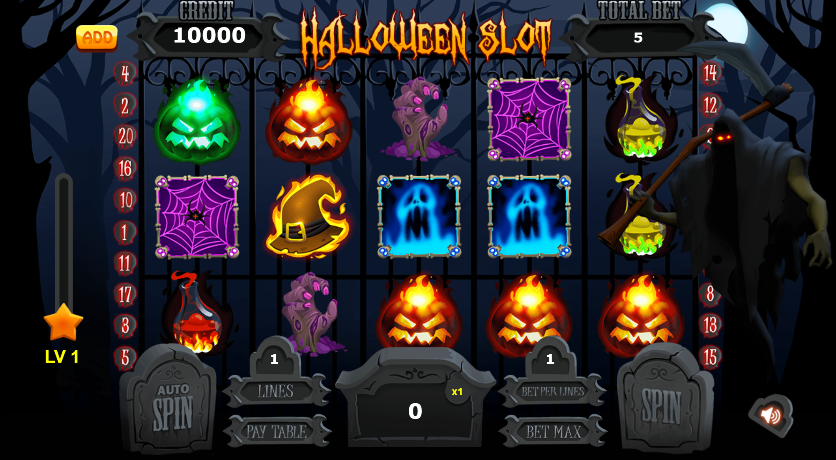 CREDIT
10000
ADD
HALLOWEEN SLOT
TOTAL BET
5
4
2
20
16
10
1
11
17
3
5
14
12
8
13
15
LV 1
AUTO
SPIN
1
LINES
PAY TABLE
x1
0
1
BET PER LINES
BET MAX
SPIN